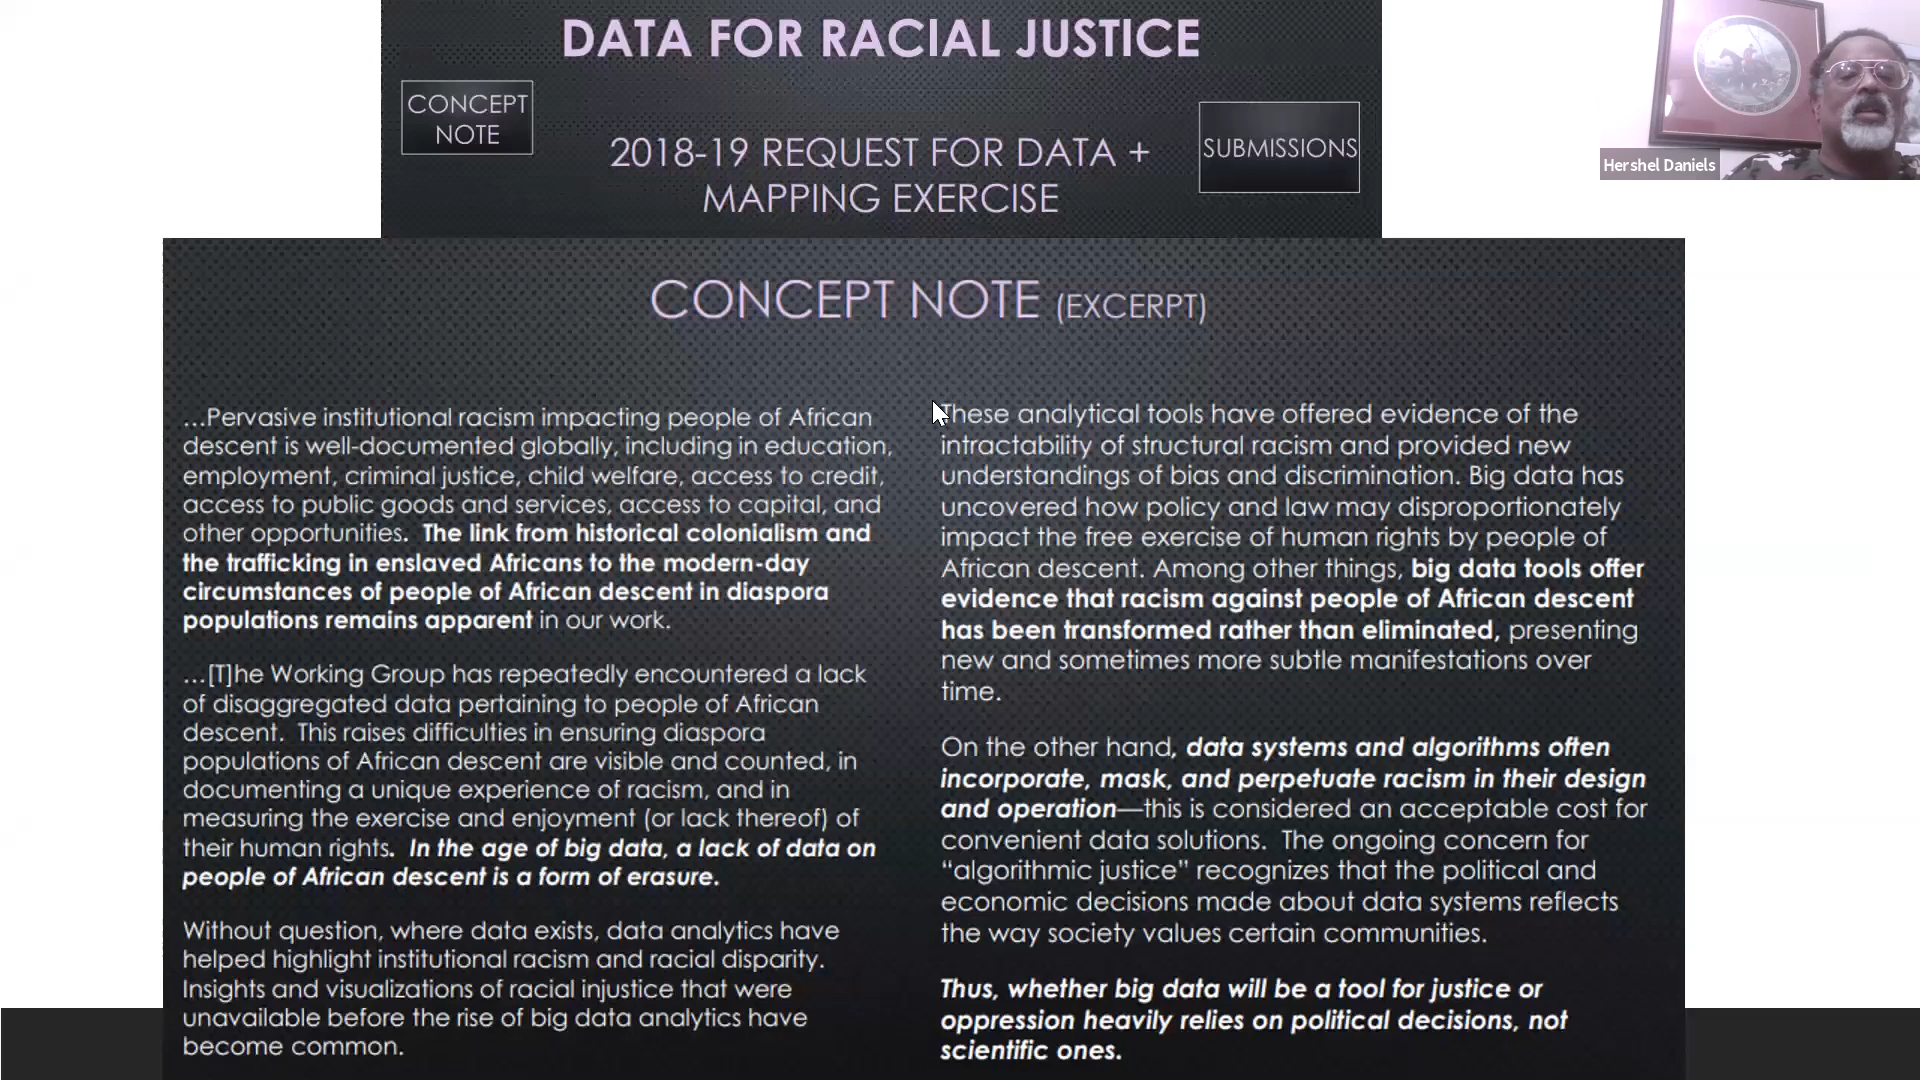 DATA FOR RACIAL JUSTICE
CONCEPT
NOTE
2018-19 REQUEST FOR DATA +
MAPPING EXERCISE
SUBMISSIONS
Hershel Daniels
CONCEPT NOTE (EXCERPT)
…Pervasive institutional racism impacting people of African
descent is well-documented globally, including in education,
employment, criminal justice, child welfare, access to credit,
access to public goods and services, access to capital, and
other opportunities.  The link from historical colonialism and
the trafficking in enslaved Africans to the modern-day
circumstances of people of African descent in diaspora
populations remains apparent in our work.
…[T]he Working Group has repeatedly encountered a lack
of disaggregated data pertaining to people of African
descent.  This raises difficulties in ensuring diaspora
populations of African descent are visible and counted, in
documenting a unique experience of racism, and in
measuring the exercise and enjoyment (or lack thereof) of
their human rights.  In the age of big data, a lack of data on
people of African descent is a form of erasure.
Without question, where data exists, data analytics have
helped highlight institutional racism and racial disparity.
Insights and visualizations of racial injustice that were
unavailable before the rise of big data analytics have
become common.
These analytical tools have offered evidence of the
intractability of structural racism and provided new
understandings of bias and discrimination. Big data has
uncovered how policy and law may disproportionately
impact the free exercise of human rights by people of
African descent. Among other things, big data tools offer
evidence that racism against people of African descent
has been transformed rather than eliminated, presenting
new and sometimes more subtle manifestations over
time.
On the other hand, data systems and algorithms often
incorporate, mask, and perpetuate racism in their design
and operation—this is considered an acceptable cost for
convenient data solutions.  The ongoing concern for
“algorithmic justice” recognizes that the political and
economic decisions made about data systems reflects
the way society values certain communities.
Thus, whether big data will be a tool for justice or
oppression heavily relies on political decisions, not
scientific ones.